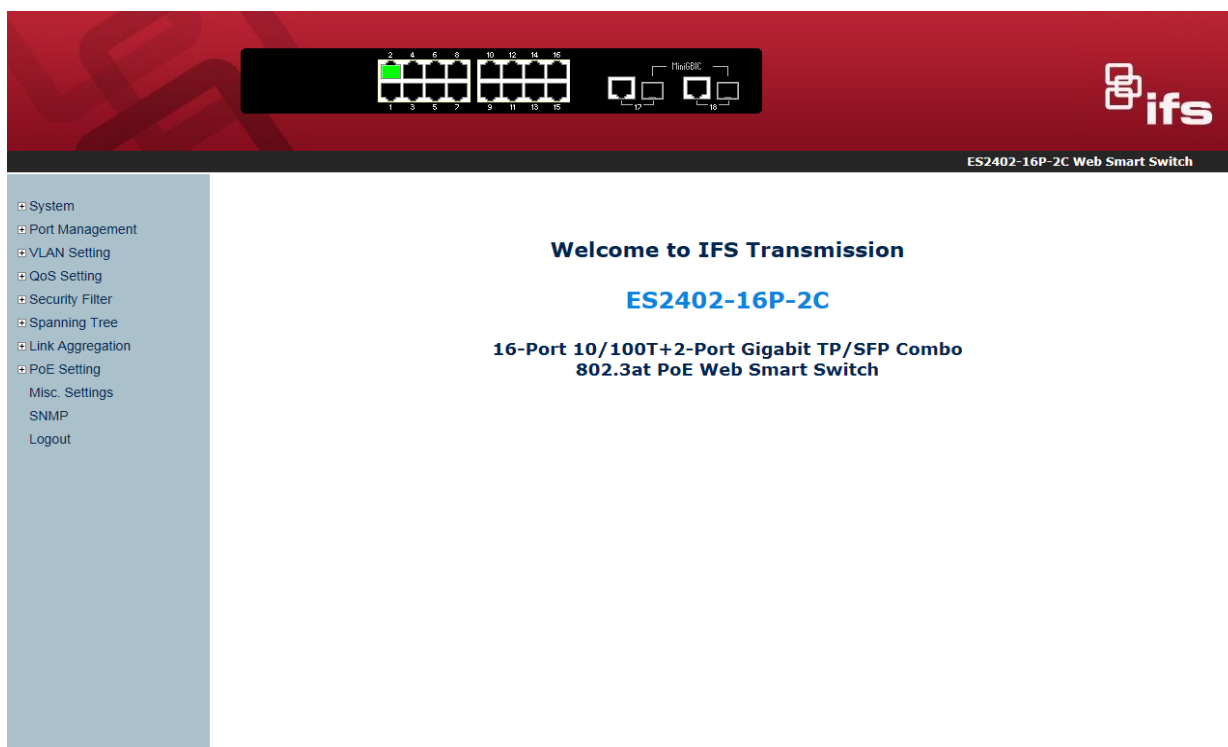 2 4 6 8 10 12 14 16
MiniGBIC
1 3 5 7 9 11 13 15 17 18
ifs
ES2402-16P-2C Web Smart Switch
System
Port Management
VLAN Setting
QoS Setting
Security Filter
Spanning Tree
Link Aggregation
PoE Setting
Misc. Settings
SNMP
Logout
Welcome to IFS Transmission
ES2402-16P-2C
16-Port 10/100T+2-Port Gigabit TP/SFP Combo
802.3at PoE Web Smart Switch